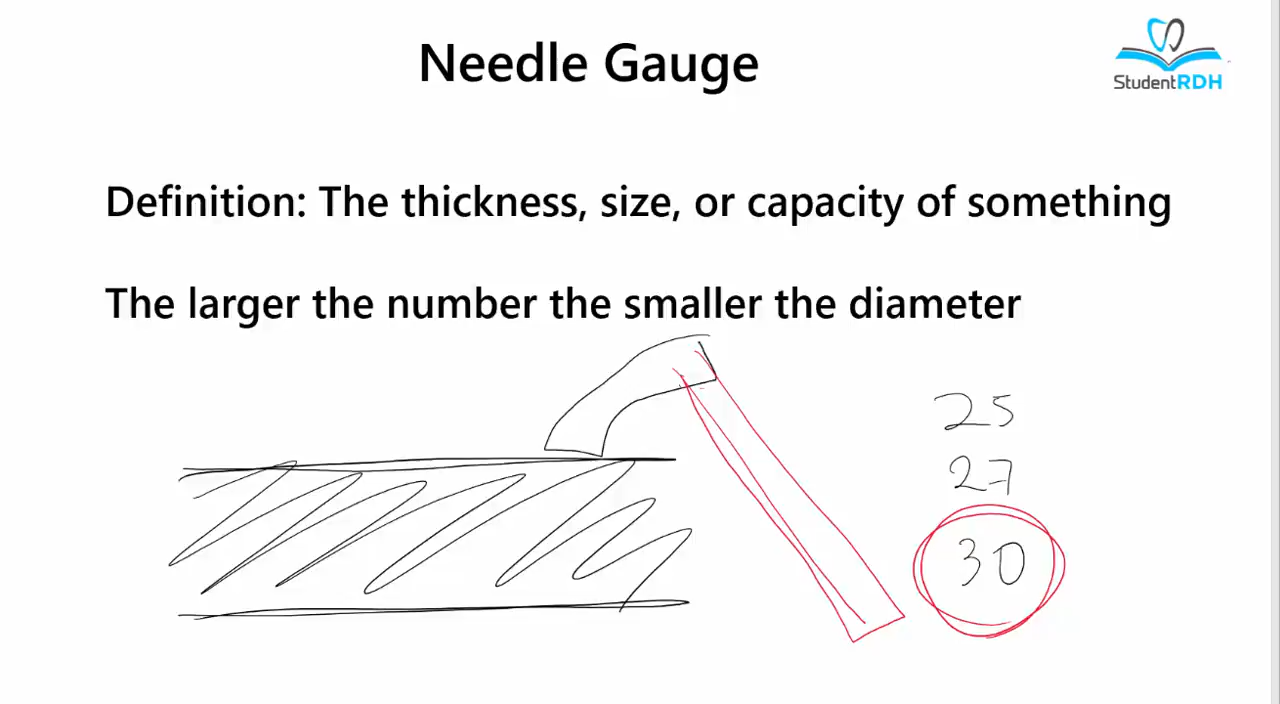 Needle Gauge
StudentRDH
Definition: The thickness, size, or capacity of something
The larger the number the smaller the diameter
25
27
30